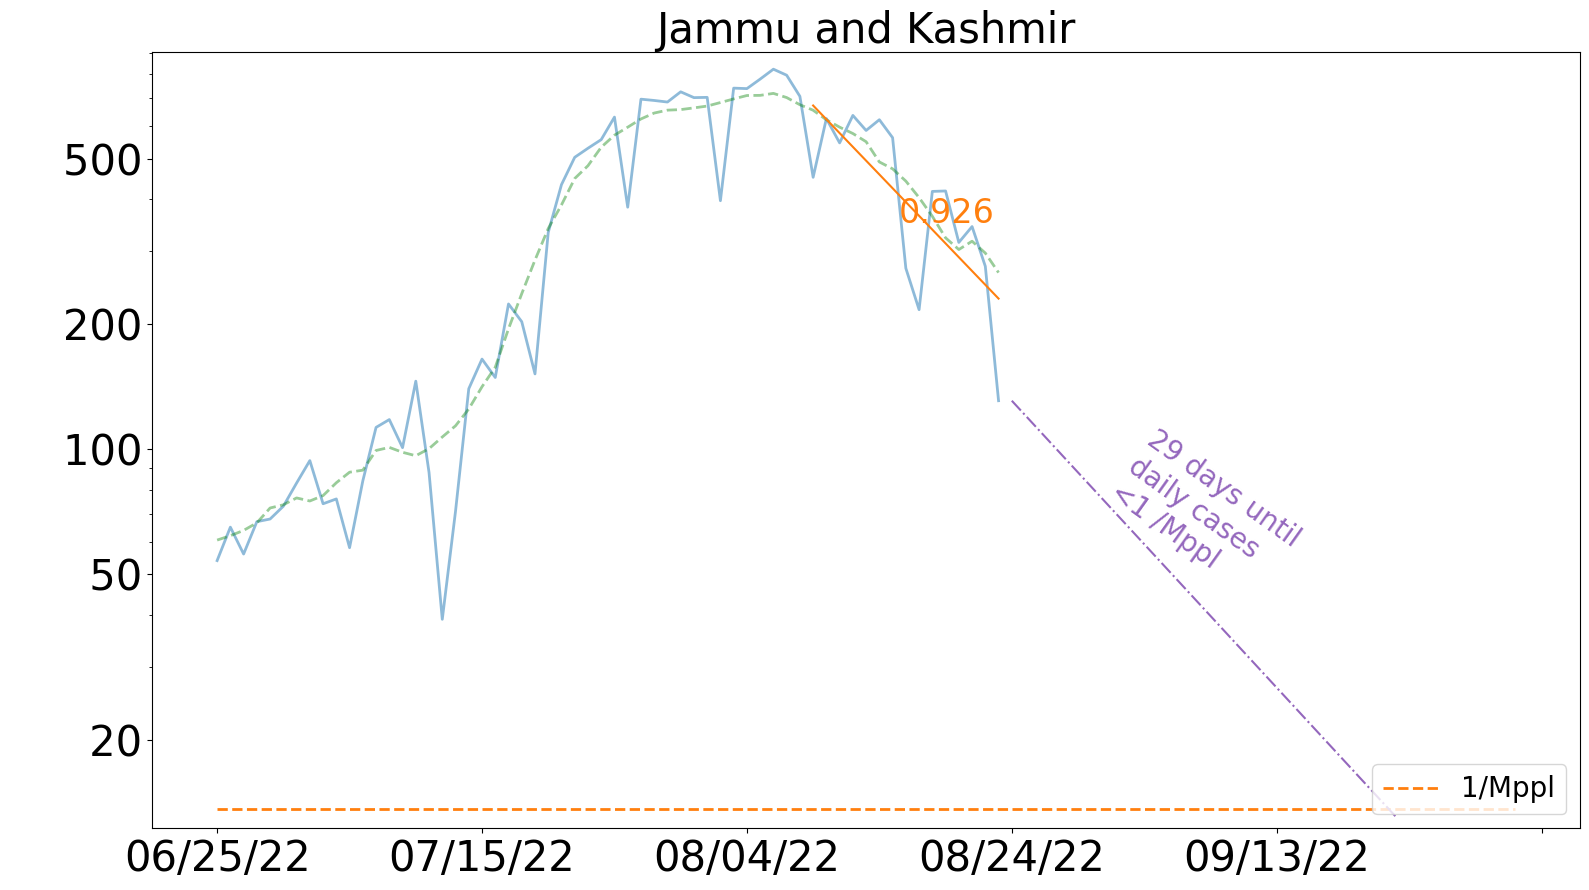 Jammu and Kashmir
500
200
100
50
20
0.926
29 days until
daily cases
<1 /Mppl
1/Mppl
06/25/22
07/15/22
08/04/22
08/24/22
09/13/22